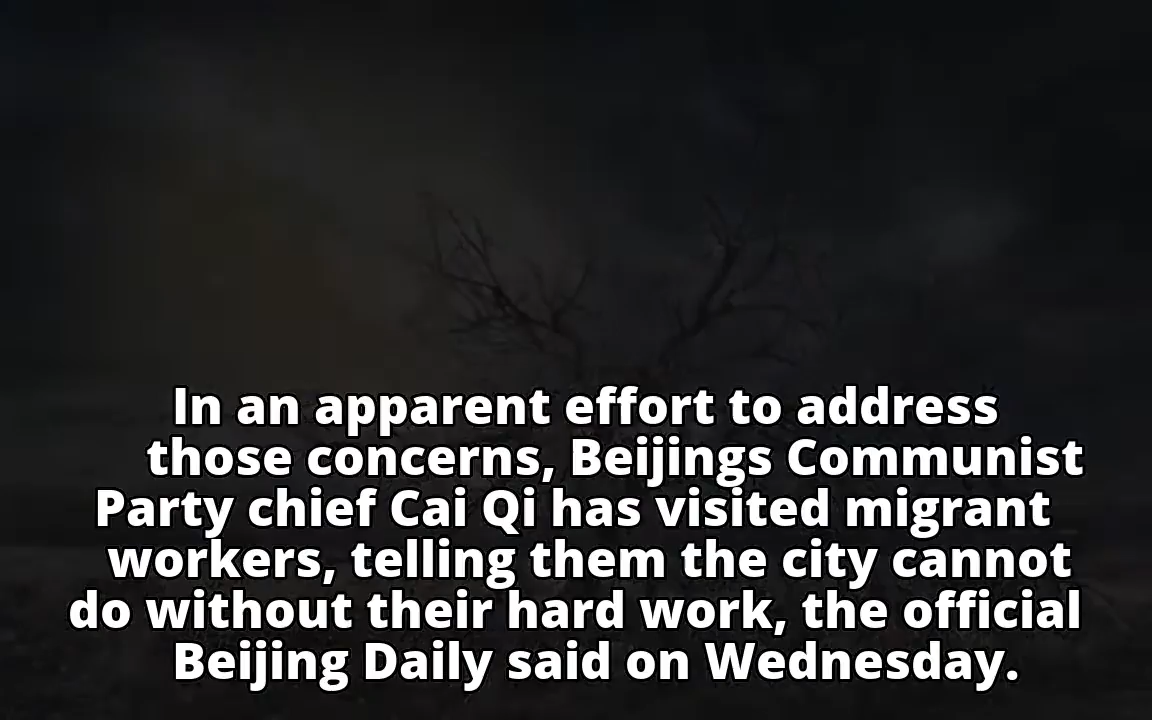 In an apparent effort to address
those concerns, Beijings Communist
Party chief Cai Qi has visited migrant
workers, telling them the city cannot
do without their hard work, the official
Beijing Daily said on Wednesday.